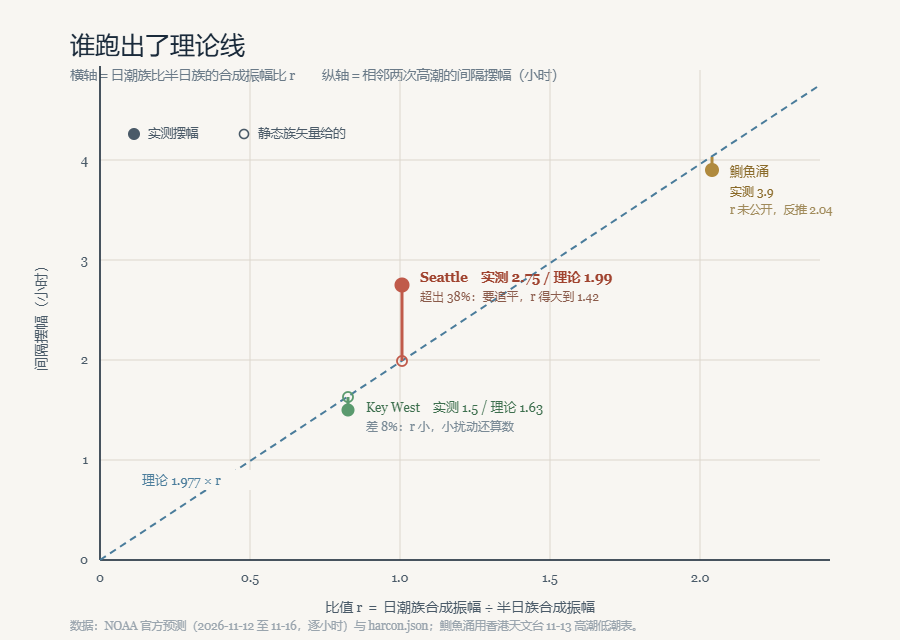 谁跑出了理论线
横轴＝日潮族比半日族的合成振幅比 r 纵轴＝相邻两次高潮的间隔摆幅（小时）
实测摆幅 静态族矢量给的
4
鰂魚涌
实测 3.9
r 未公开，反推 2.04
3
Seattle 实测 2.75 / 理论 1.99
超出 38%：要追平，r 得大到 1.42
间隔摆幅（小时）
2
Key West 实测 1.5 / 理论 1.63
差 8%：r 小，小扰动还算数
1
理论 1.977 × r
0
0 0.5 1.0 1.5 2.0
比值 r ＝ 日潮族合成振幅 ÷ 半日族合成振幅
数据：NOAA 官方预测（2026-11-12 至 11-16，逐小时）与 harcon.json；鰂魚涌用香港天文台 11-13 高潮低潮表。